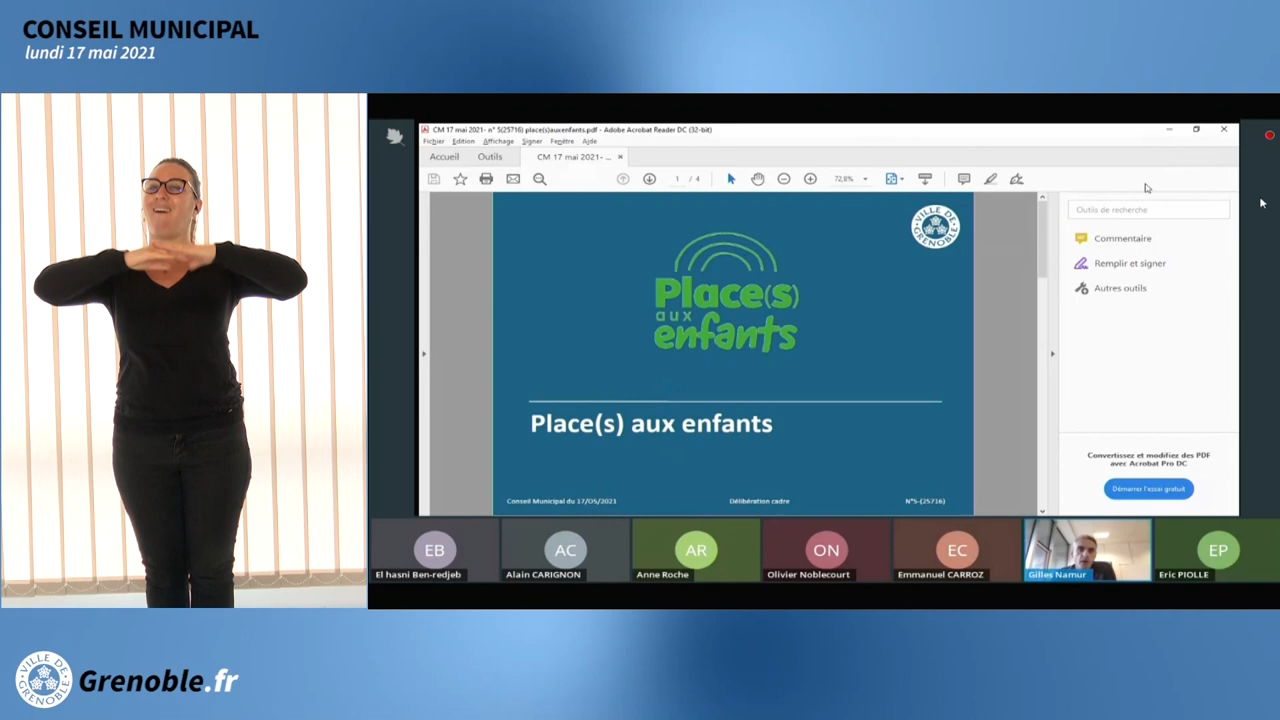 CONSEIL MUNICIPAL
lundi 17 mai 2021
CM 17 mai 2021- n° 5(25716) place(s)auxenfants.pdf - Adobe Acrobat Reader DC (32-bit)
Fichier Edition Affichage Signer Fenêtre Aide
Accueil Outils CM 17 mai 2021- ... ×
1 / 4 72,8%
VILLE DE GRENOBLE
Place(s)
aux
enfants
Place(s) aux enfants
Conseil Municipal du 17/05/2021 Délibération cadre N°5-(25716)
Outils de recherche
Commentaire
Remplir et signer
Autres outils
Convertissez et modifiez des PDF
avec Acrobat Pro DC
Démarrer l'essai gratuit
EB AC AR ON EC EP
El hasni Ben-redjeb Alain CARIGNON Anne Roche Olivier Noblecourt Emmanuel CARROZ Gilles Namur Eric PIOLLE
VILLE DE GRENOBLE
Grenoble.fr